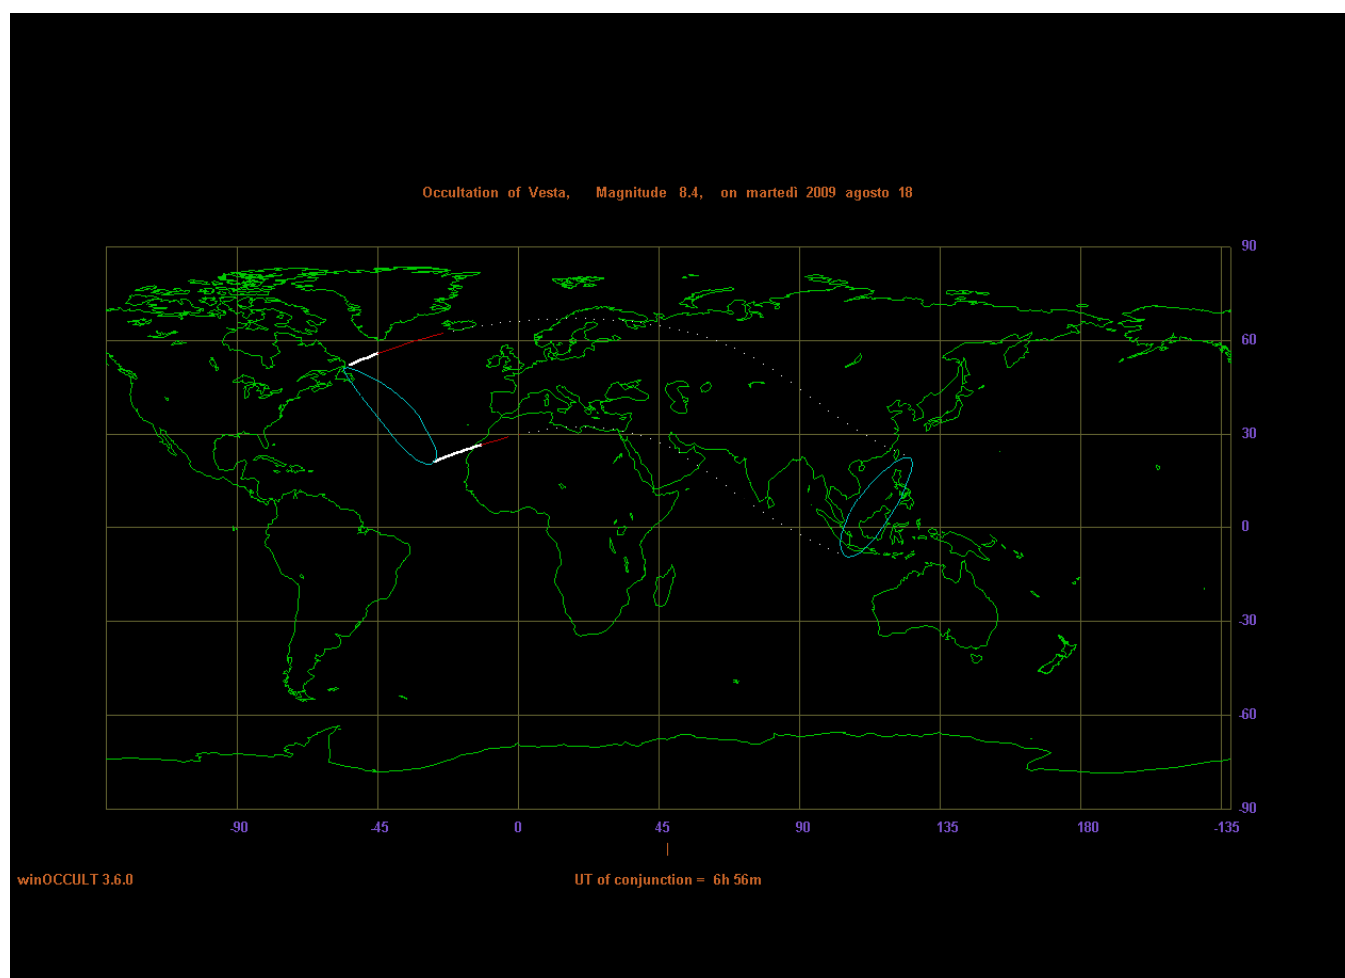 Occultation of Vesta, Magnitude 8.4, on martedì 2009 agosto 18
90
60
30
0
-30
-60
-90
-90 -45 0 45 90 135 180 -135
winOCCULT 3.6.0 UT of conjunction = 6h 56m